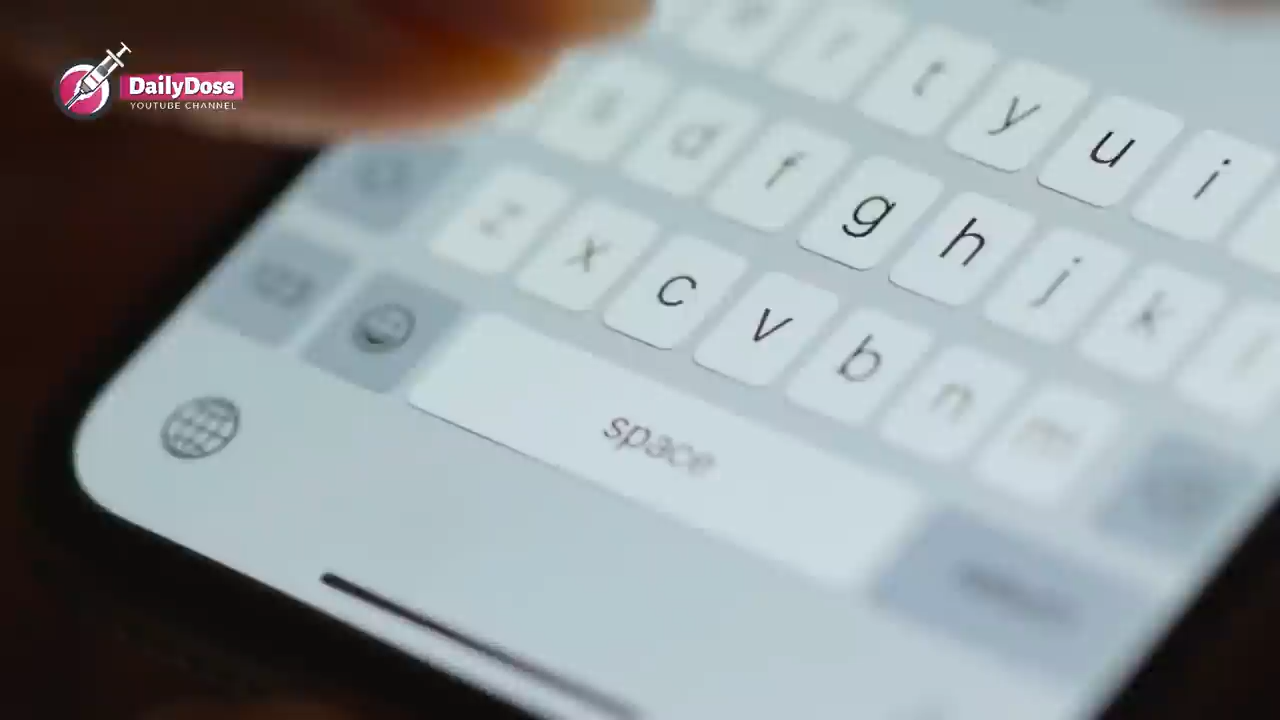 DailyDose
YOUTUBE CHANNEL
r t y u i
s d f g h j k l
z x c v b n m
space